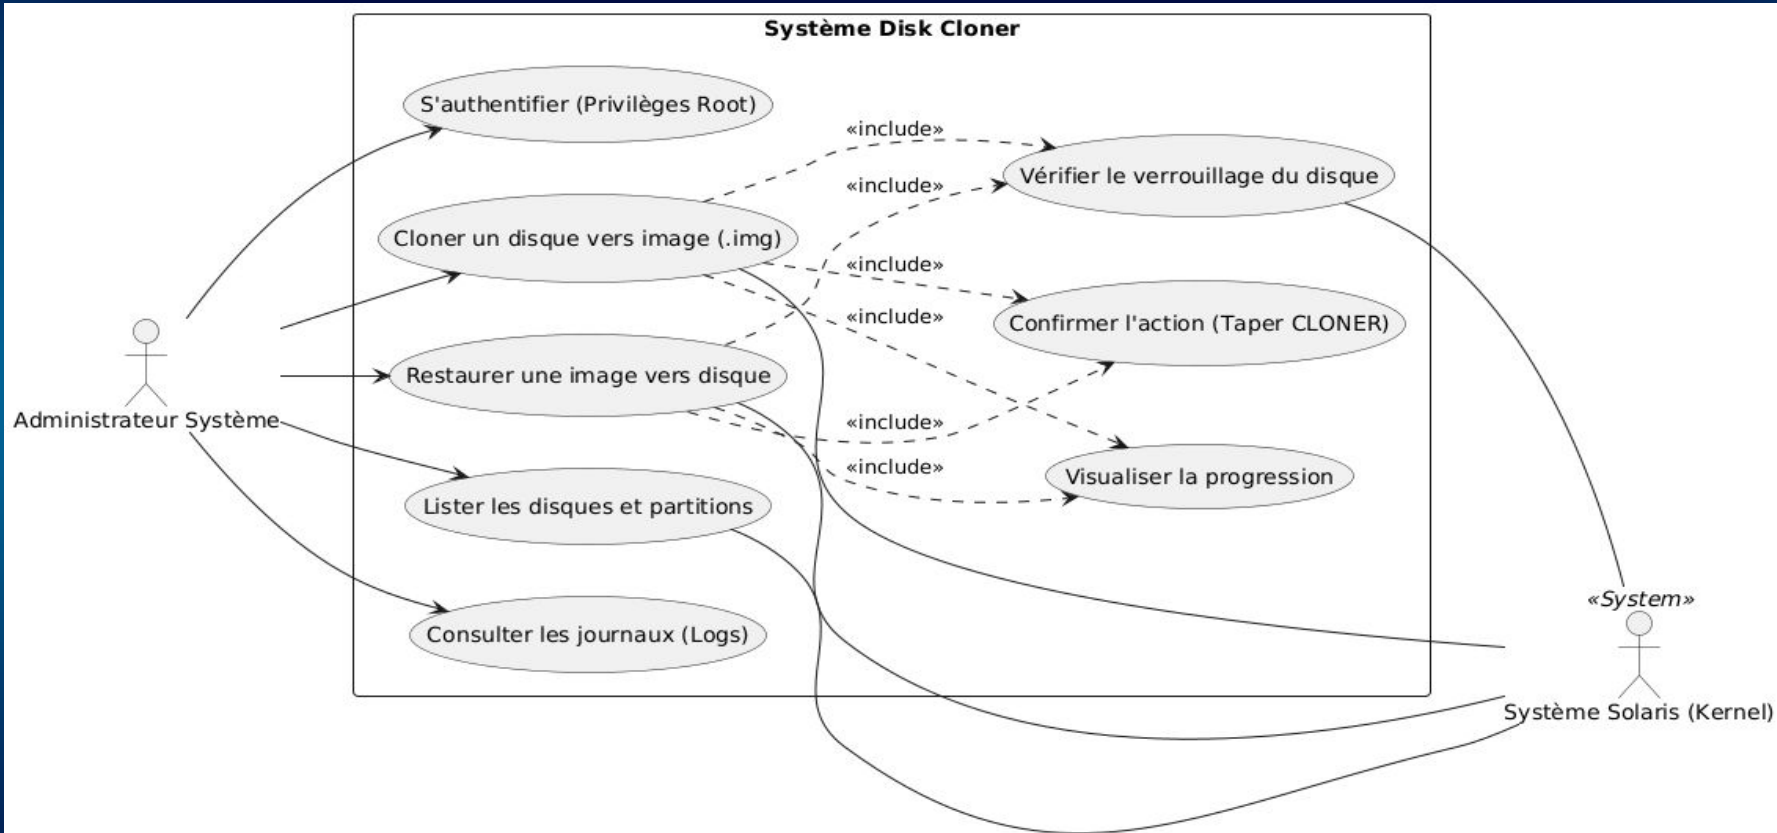 Système Disk Cloner
S'authentifier (Privilèges Root)
«include»
Vérifier le verrouillage du disque
«include»
Cloner un disque vers image (.img)
«include»
Confirmer l'action (Taper CLONER)
«include»
Restaurer une image vers disque
Administrateur Système
«include»
«include»
Visualiser la progression
Lister les disques et partitions
«System»
Consulter les journaux (Logs)
Système Solaris (Kernel)